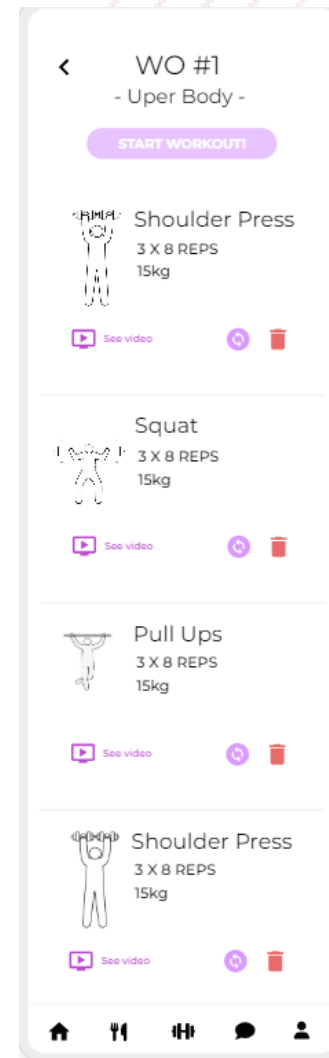 WO #1
- Uper Body -
START WORKOUT!
Shoulder Press
3 X 8 REPS
15kg
See video
Squat
3 X 8 REPS
15kg
See video
Pull Ups
3 X 8 REPS
15kg
See video
Shoulder Press
3 X 8 REPS
15kg
See video